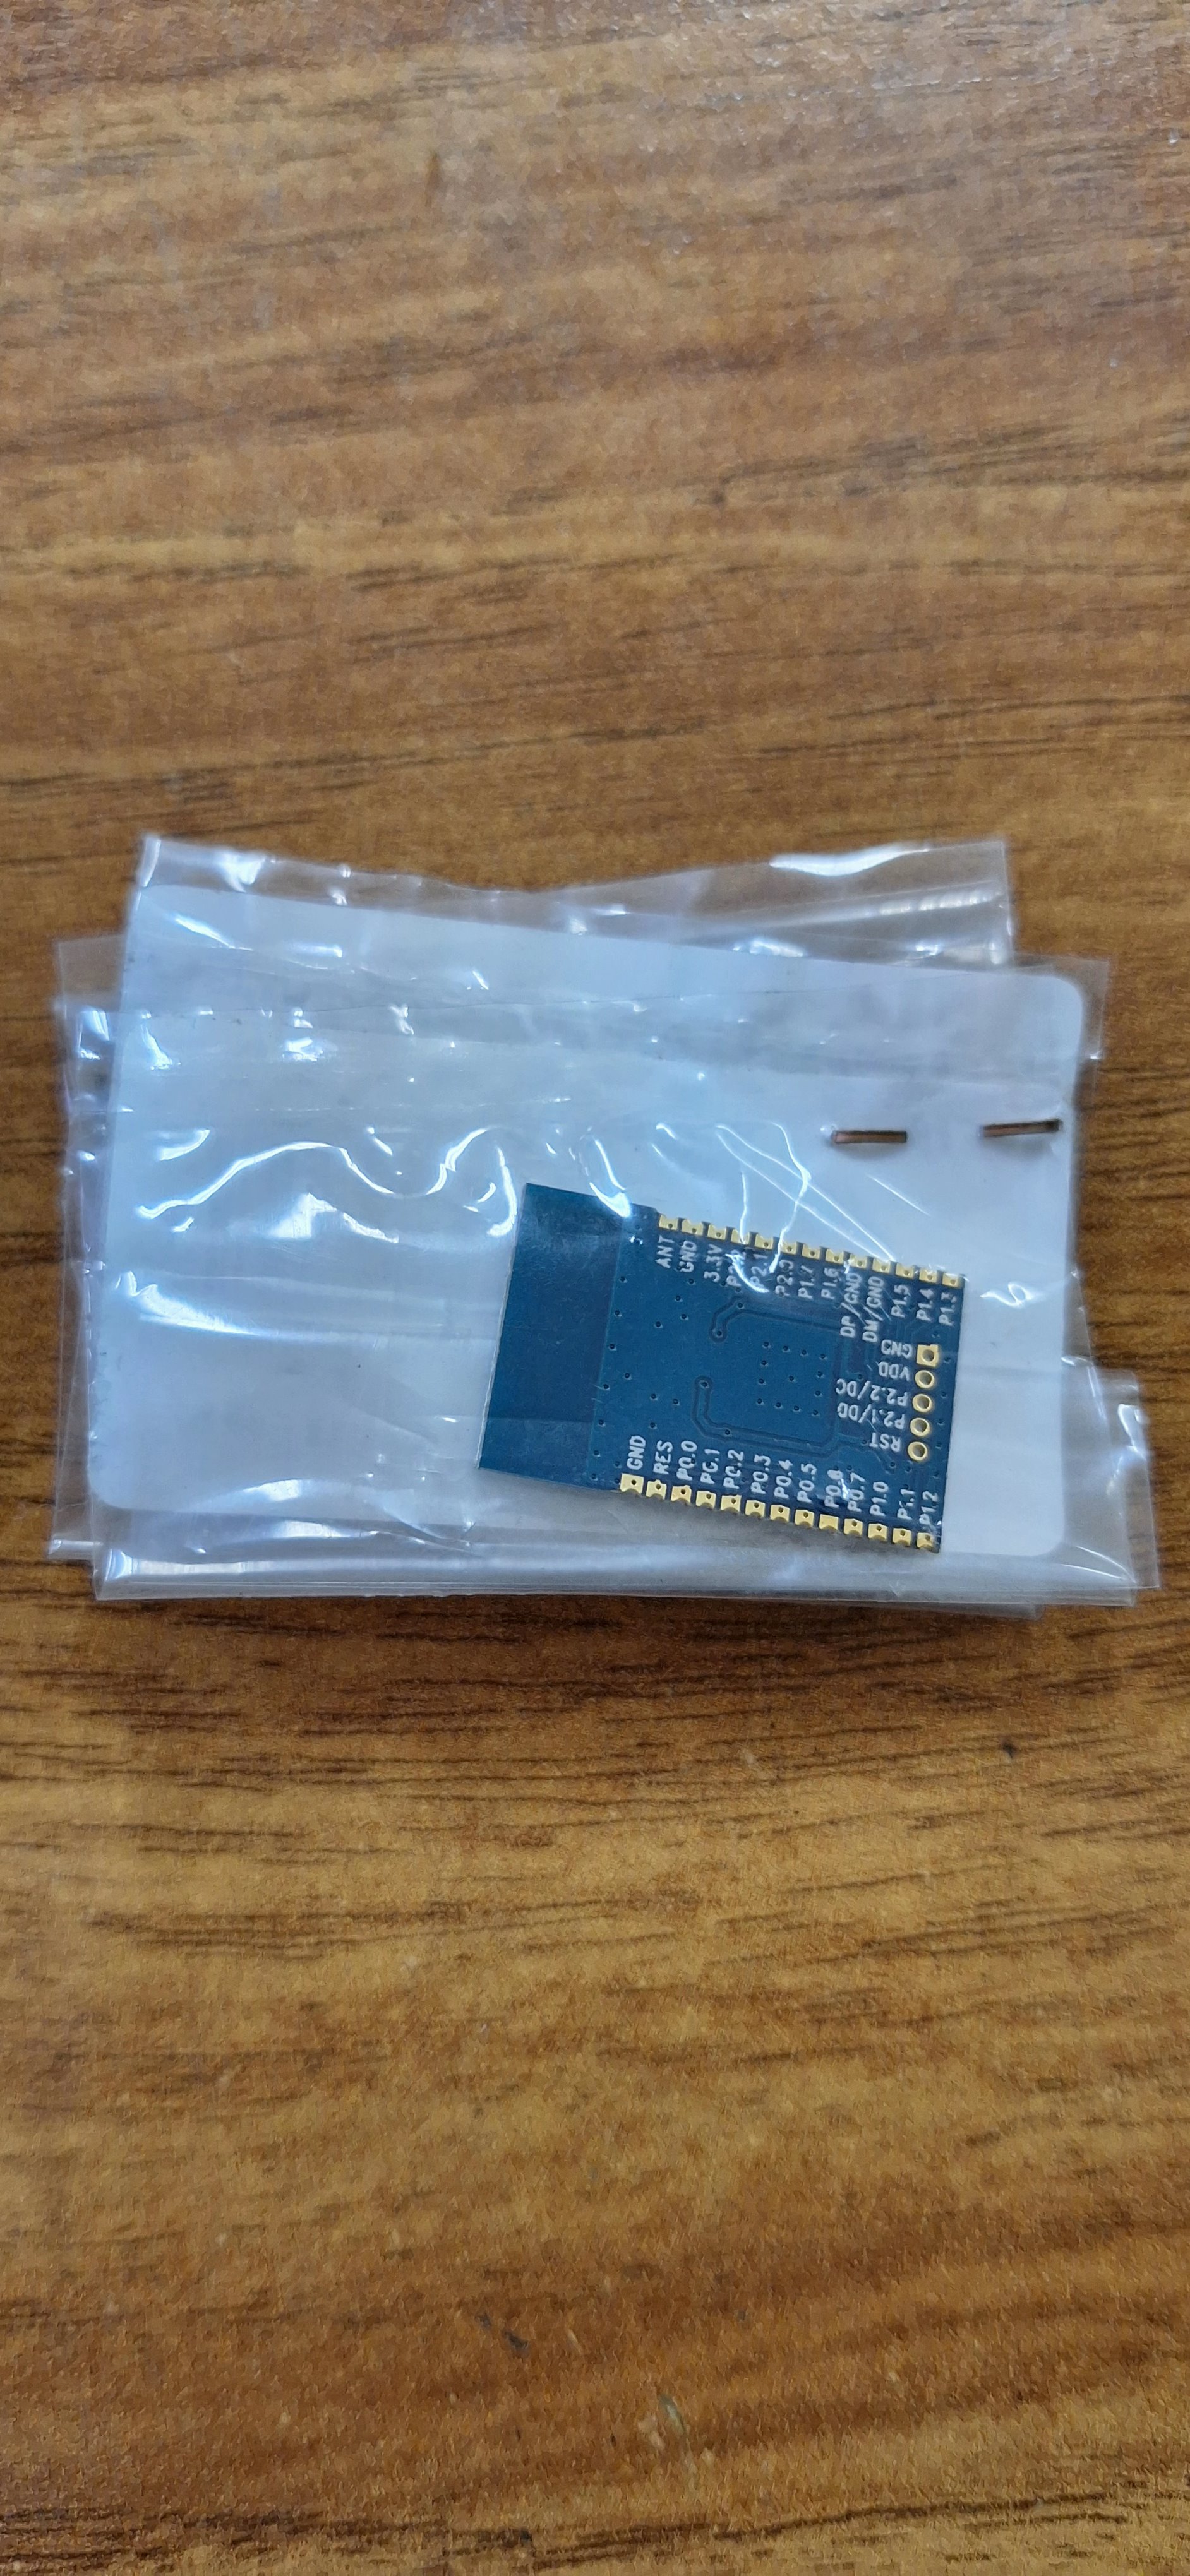 ANT
GND
3.3V
P2.1
P2.0
P1.7
P1.6
DP/GND
DM/GND
P1.5
P1.4
P1.3
GND
VDD
P2.2/DC
P2.1/DD
RST
GND
RES
P0.0
P0.1
P0.2
P0.3
P0.4
P0.5
P0.6
P0.7
P1.0
P1.1
P1.2